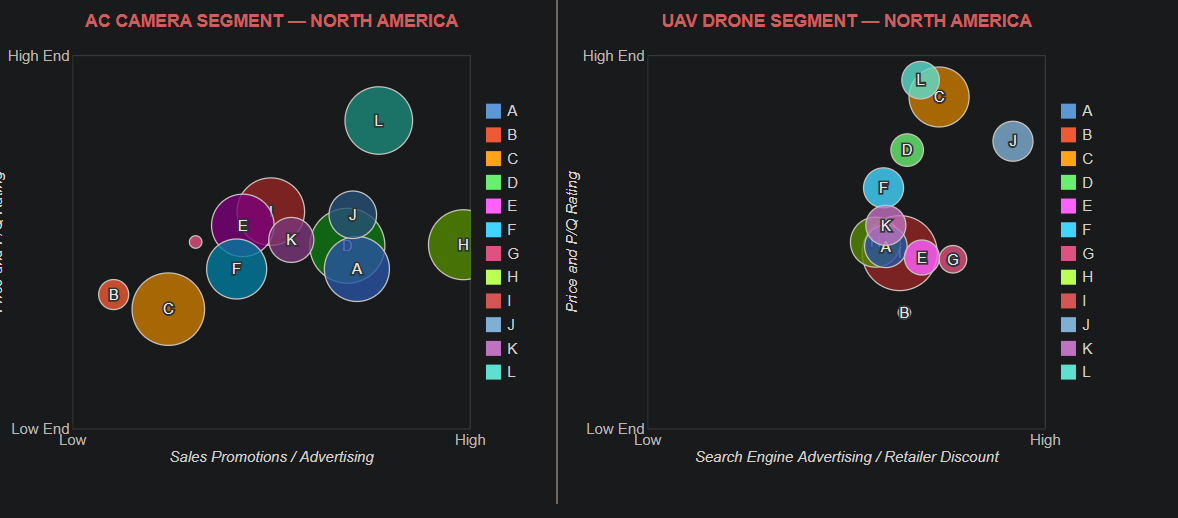 AC CAMERA SEGMENT — NORTH AMERICA
High End
Low End
Low
High
Sales Promotions / Advertising
L
E
J
K
D
H
F
A
B
C
A
B
C
D
E
F
G
H
I
J
K
L
UAV DRONE SEGMENT — NORTH AMERICA
High End
Price and P/Q Rating
Low End
Low
High
Search Engine Advertising / Retailer Discount
L
C
J
D
F
K
A
E
G
B
A
B
C
D
E
F
G
H
I
J
K
L